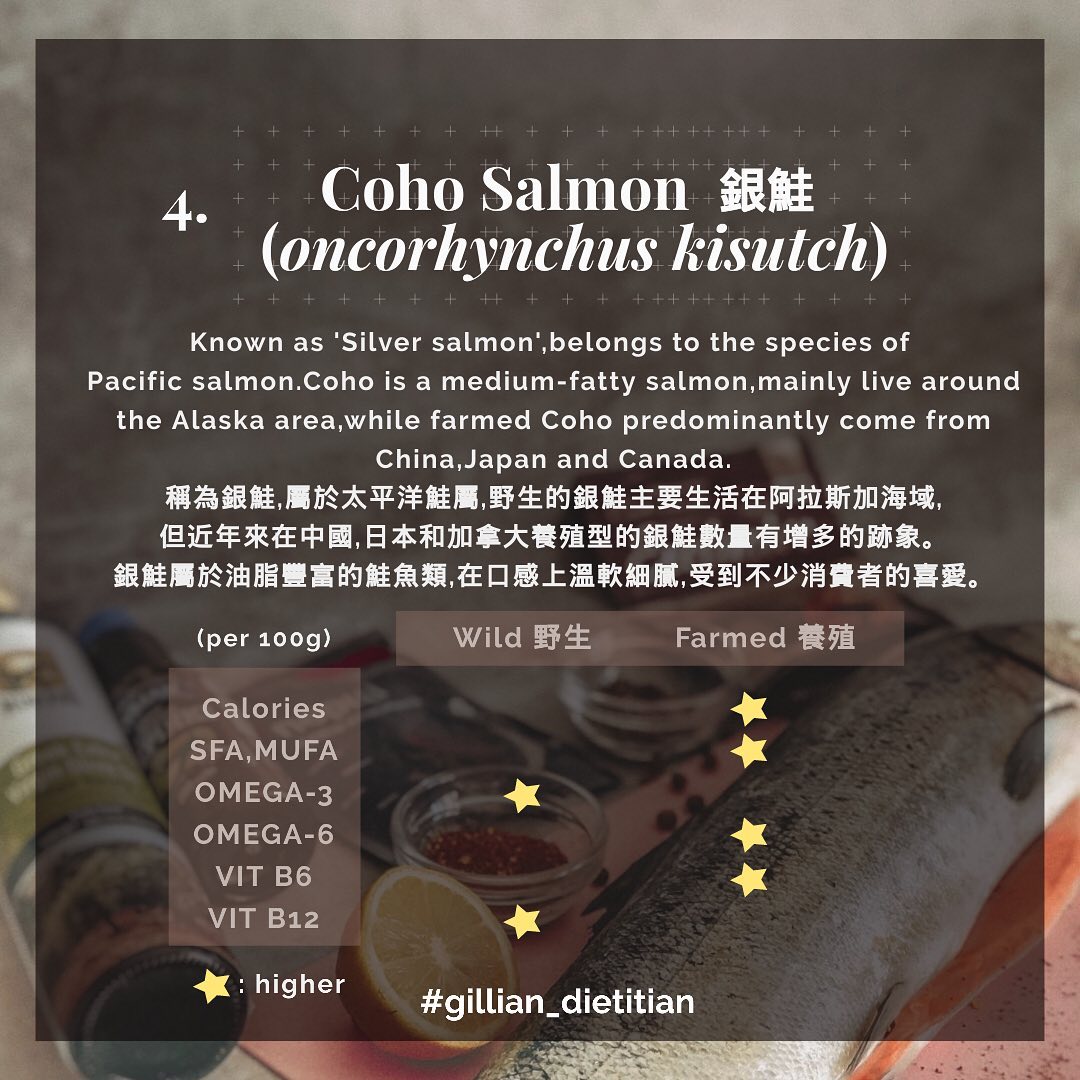 4.
Coho Salmon 銀鮭
(oncorhynchus kisutch)
Known as 'Silver salmon',belongs to the species of
Pacific salmon.Coho is a medium-fatty salmon,mainly live around
the Alaska area,while farmed Coho predominantly come from
China,Japan and Canada.
稱為銀鮭,屬於太平洋鮭屬,野生的銀鮭主要生活在阿拉斯加海域,
但近年來在中國,日本和加拿大養殖型的銀鮭數量有增多的跡象。
銀鮭屬於油脂豐富的鮭魚類,在口感上溫軟細膩,受到不少消費者的喜愛。
(per 100g) Wild 野生 Farmed 養殖
Calories
SFA,MUFA
OMEGA-3
OMEGA-6
VIT B6
VIT B12
: higher
#gillian_dietitian